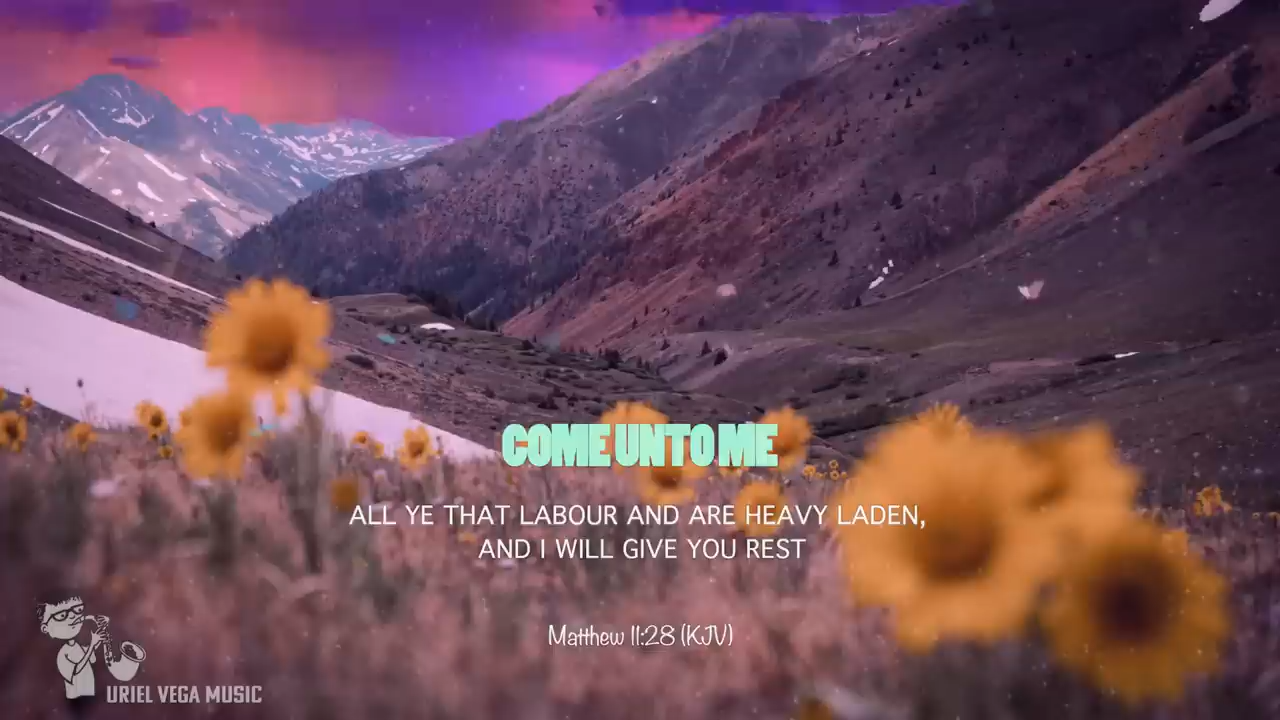 COME UNTO ME
ALL YE THAT LABOUR AND ARE HEAVY LADEN,
AND I WILL GIVE YOU REST
Matthew 11:28 (KJV)
URIEL VEGA MUSIC